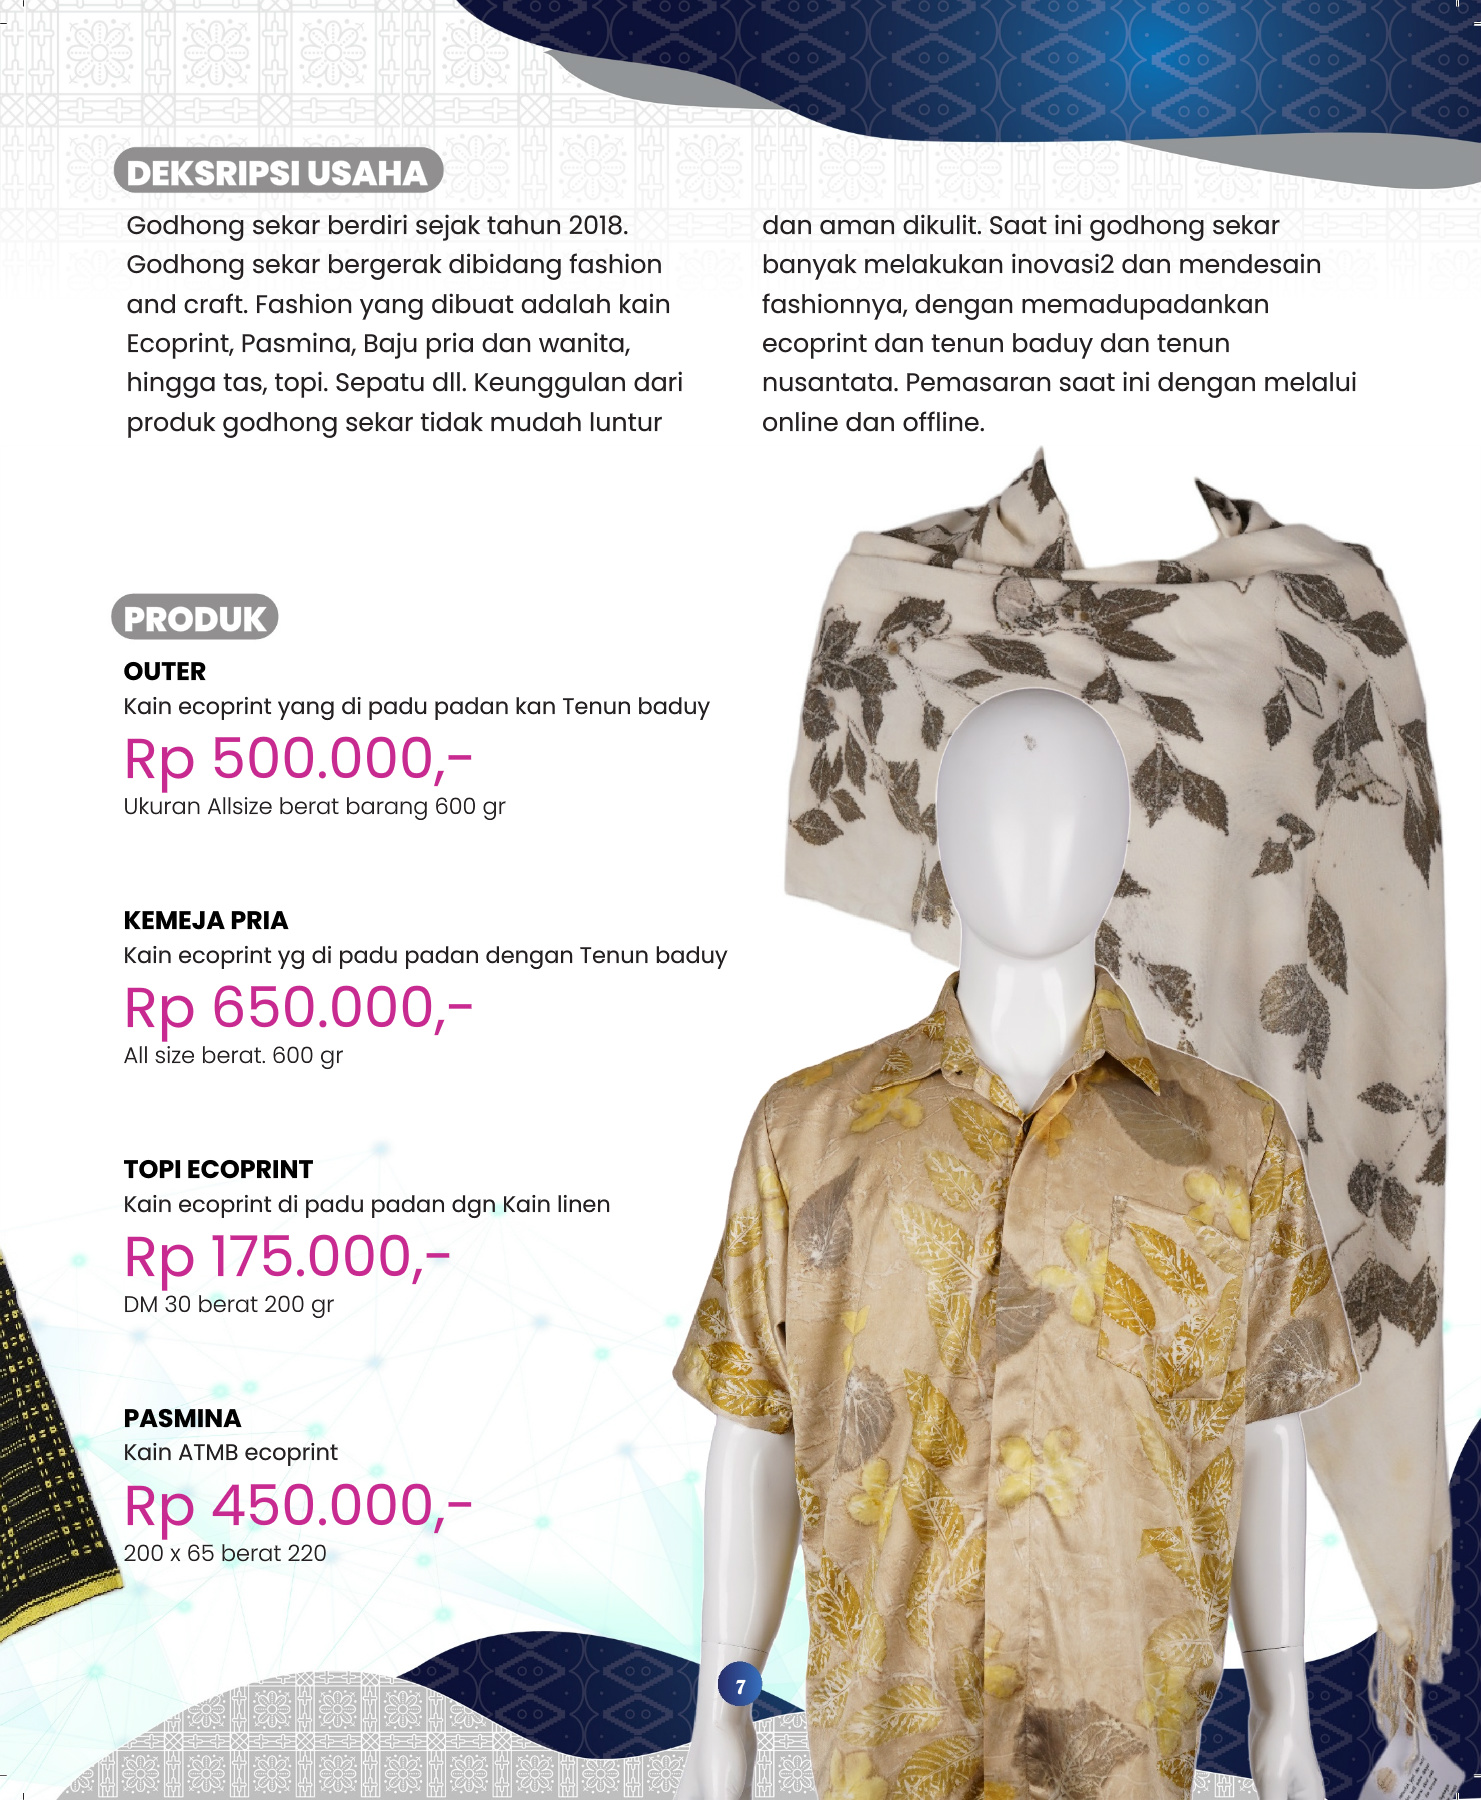 DEKSRIPSI USAHA
Godhong sekar berdiri sejak tahun 2018.
Godhong sekar bergerak dibidang fashion
and craft. Fashion yang dibuat adalah kain
Ecoprint, Pasmina, Baju pria dan wanita,
hingga tas, topi. Sepatu dll. Keunggulan dari
produk godhong sekar tidak mudah luntur
dan aman dikulit. Saat ini godhong sekar
banyak melakukan inovasi2 dan mendesain
fashionnya, dengan memadupadankan
ecoprint dan tenun baduy dan tenun
nusantata. Pemasaran saat ini dengan melalui
online dan offline.
PRODUK
OUTER
Kain ecoprint yang di padu padan kan Tenun baduy
Rp 500.000,-
Ukuran Allsize berat barang 600 gr
KEMEJA PRIA
Kain ecoprint yg di padu padan dengan Tenun baduy
Rp 650.000,-
All size berat. 600 gr
TOPI ECOPRINT
Kain ecoprint di padu padan dgn Kain linen
Rp 175.000,-
DM 30 berat 200 gr
PASMINA
Kain ATMB ecoprint
Rp 450.000,-
200 x 65 berat 220
7